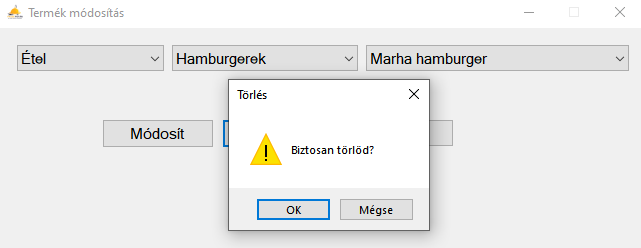 Termék módosítás
Étel Hamburgerek Marha hamburger
Törlés
Módosít
Biztosan törlöd?
OK Mégse